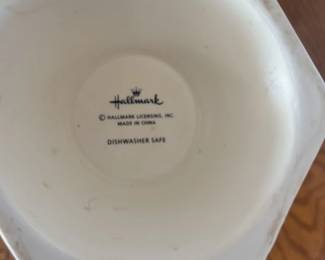 Hallmark
© HALLMARK LICENSING, INC.
MADE IN CHINA
DISHWASHER SAFE